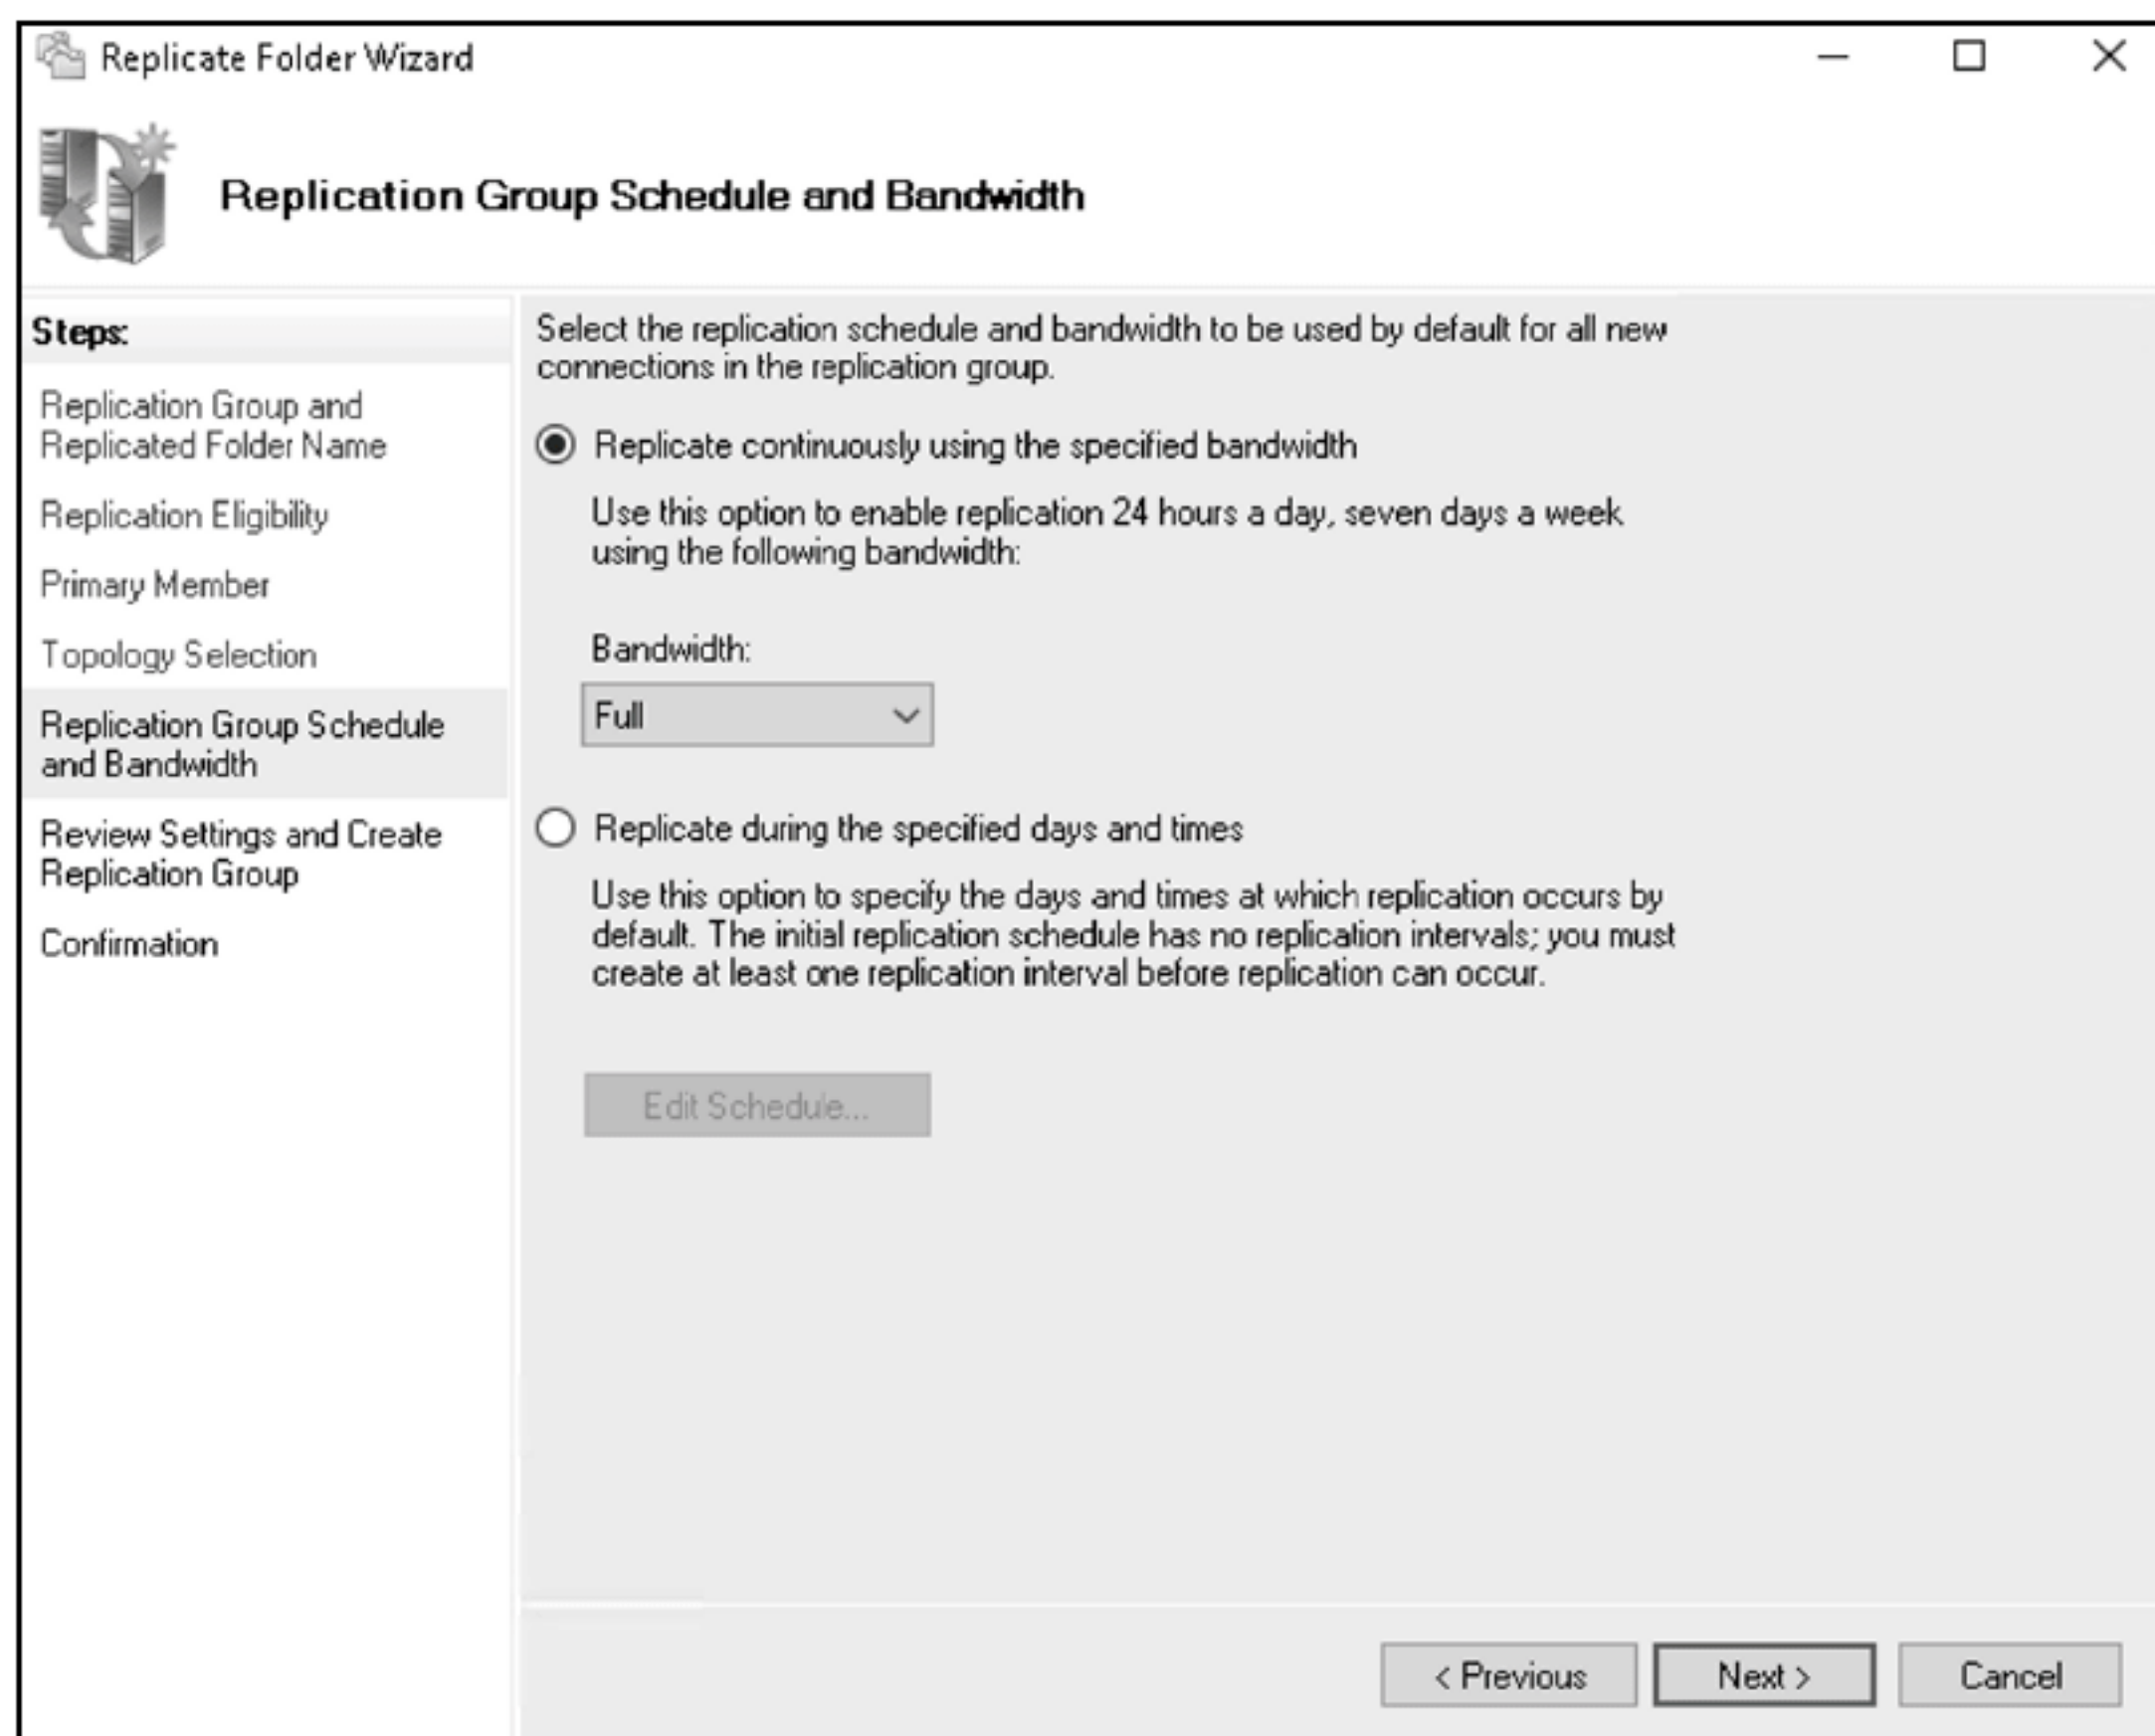 Replicate Folder Wizard
Replication Group Schedule and Bandwidth
Steps:
Replication Group and
Replicated Folder Name
Replication Eligibility
Primary Member
Topology Selection
Replication Group Schedule
and Bandwidth
Review Settings and Create
Replication Group
Confirmation
Select the replication schedule and bandwidth to be used by default for all new
connections in the replication group.
Replicate continuously using the specified bandwidth
Use this option to enable replication 24 hours a day, seven days a week
using the following bandwidth:
Bandwidth:
Full
Replicate during the specified days and times
Use this option to specify the days and times at which replication occurs by
default. The initial replication schedule has no replication intervals; you must
create at least one replication interval before replication can occur.
Edit Schedule...
< Previous
Next >
Cancel